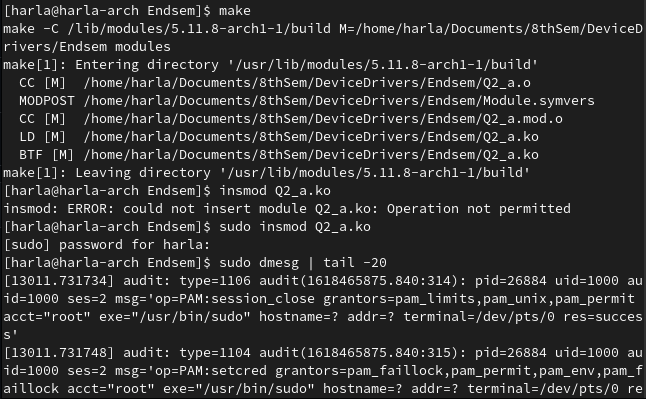 [harla@harla-arch Endsem]$ make
make -C /lib/modules/5.11.8-arch1-1/build M=/home/harla/Documents/8thSem/DeviceD
rivers/Endsem modules
make[1]: Entering directory '/usr/lib/modules/5.11.8-arch1-1/build'
  CC [M]  /home/harla/Documents/8thSem/DeviceDrivers/Endsem/Q2_a.o
  MODPOST /home/harla/Documents/8thSem/DeviceDrivers/Endsem/Module.symvers
  CC [M]  /home/harla/Documents/8thSem/DeviceDrivers/Endsem/Q2_a.mod.o
  LD [M]  /home/harla/Documents/8thSem/DeviceDrivers/Endsem/Q2_a.ko
  BTF [M] /home/harla/Documents/8thSem/DeviceDrivers/Endsem/Q2_a.ko
make[1]: Leaving directory '/usr/lib/modules/5.11.8-arch1-1/build'
[harla@harla-arch Endsem]$ insmod Q2_a.ko
insmod: ERROR: could not insert module Q2_a.ko: Operation not permitted
[harla@harla-arch Endsem]$ sudo insmod Q2_a.ko
[sudo] password for harla:
[harla@harla-arch Endsem]$ sudo dmesg | tail -20
[13011.731734] audit: type=1106 audit(1618465875.840:314): pid=26884 uid=1000 au
id=1000 ses=2 msg='op=PAM:session_close grantors=pam_limits,pam_unix,pam_permit
acct="root" exe="/usr/bin/sudo" hostname=? addr=? terminal=/dev/pts/0 res=succes
s'
[13011.731748] audit: type=1104 audit(1618465875.840:315): pid=26884 uid=1000 au
id=1000 ses=2 msg='op=PAM:setcred grantors=pam_faillock,pam_permit,pam_env,pam_f
aillock acct="root" exe="/usr/bin/sudo" hostname=? addr=? terminal=/dev/pts/0 re